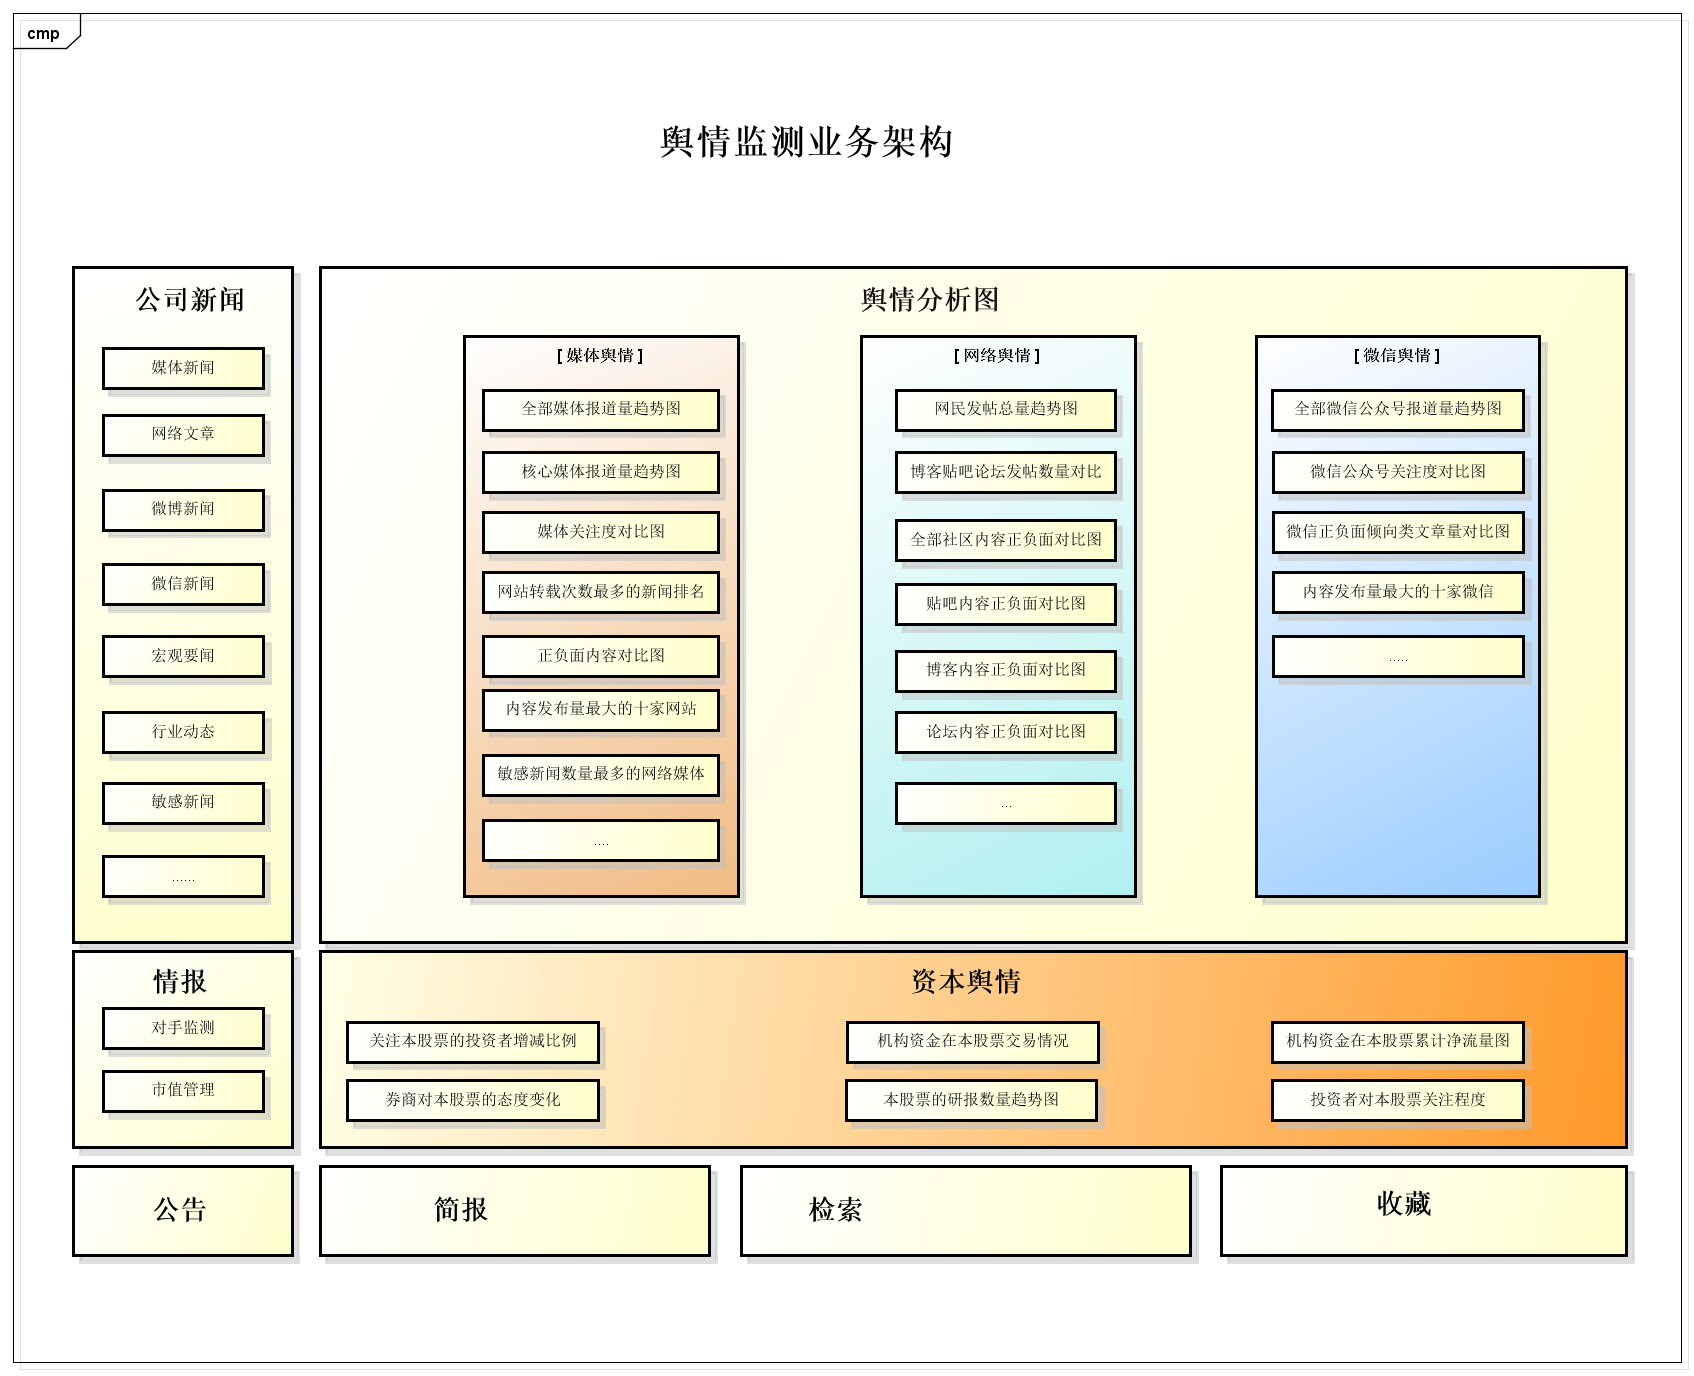 cmp
舆情监测业务架构
公司新闻
媒体新闻
网络文章
微博新闻
微信新闻
宏观要闻
行业动态
敏感新闻
......
舆情分析图
[ 媒体舆情 ]
全部媒体报道量趋势图
核心媒体报道量趋势图
媒体关注度对比图
网站转载次数最多的新闻排名
正负面内容对比图
内容发布量最大的十家网站
敏感新闻数量最多的网络媒体
....
[ 网络舆情 ]
网民发帖总量趋势图
博客贴吧论坛发帖数量对比
全部社区内容正负面对比图
贴吧内容正负面对比图
博客内容正负面对比图
论坛内容正负面对比图
...
[ 微信舆情 ]
全部微信公众号报道量趋势图
微信公众号关注度对比图
微信正负面倾向类文章量对比图
内容发布量最大的十家微信
.....
情报
对手监测
市值管理
资本舆情
关注本股票的投资者增减比例
机构资金在本股票交易情况
机构资金在本股票累计净流量图
券商对本股票的态度变化
本股票的研报数量趋势图
投资者对本股票关注程度
公告
简报
检索
收藏